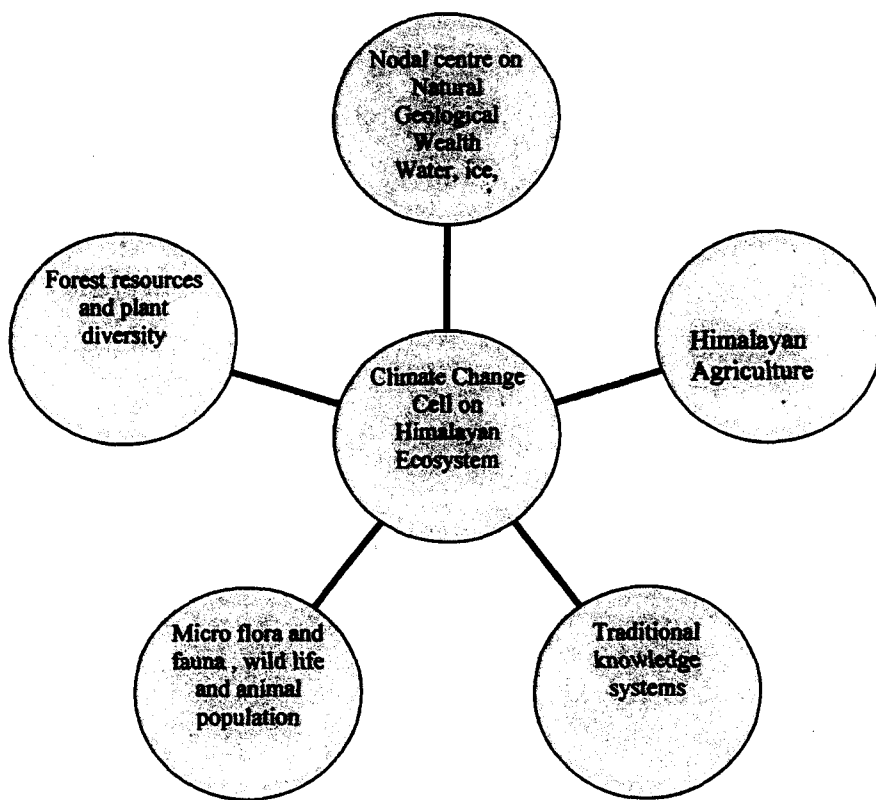 Nodal centre on
Natural
Geological
Wealth
Water, ice,
Forest resources
and plant
diversity
Himalayan
Agriculture
Climate Change
Cell on
Himalayan
Ecosystem
Micro flora and
fauna , wild life
and animal
population
Traditional
knowledge
systems